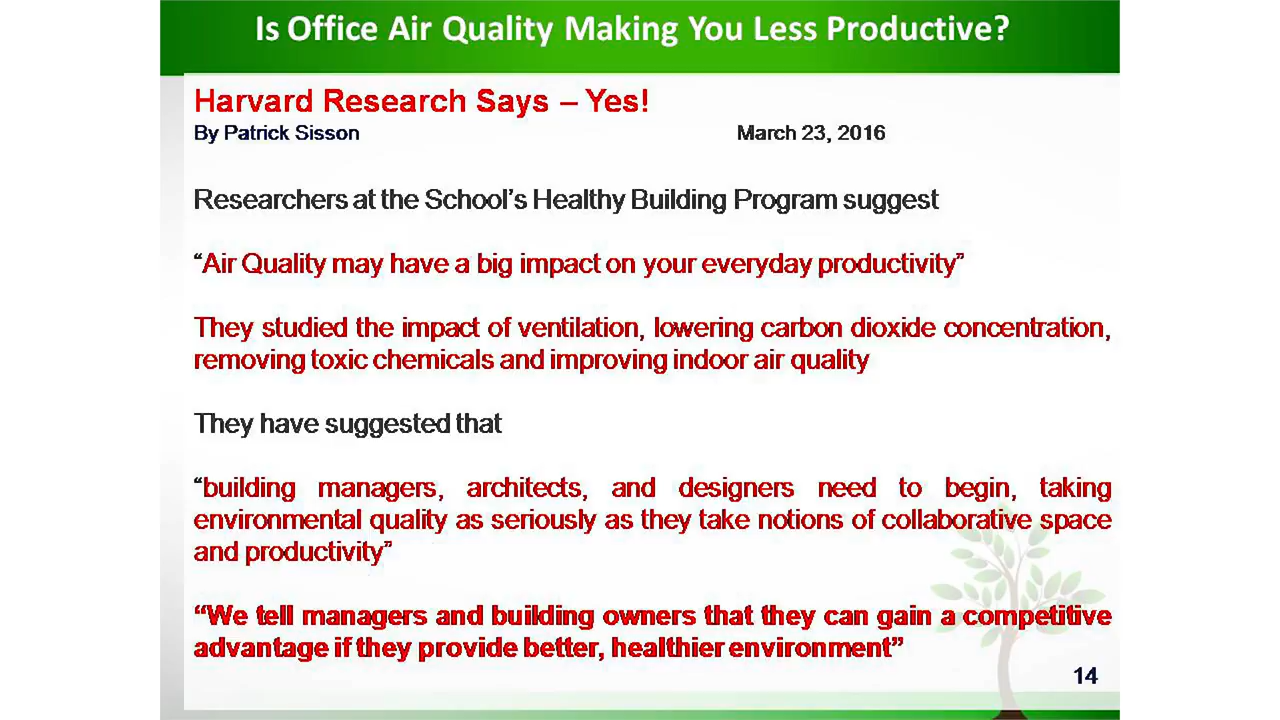 Is Office Air Quality Making You Less Productive?
Harvard Research Says – Yes!
By Patrick Sisson March 23, 2016
Researchers at the School’s Healthy Building Program suggest
“Air Quality may have a big impact on your everyday productivity”
They studied the impact of ventilation, lowering carbon dioxide concentration,
removing toxic chemicals and improving indoor air quality
They have suggested that
“building managers, architects, and designers need to begin, taking
environmental quality as seriously as they take notions of collaborative space
and productivity”
“We tell managers and building owners that they can gain a competitive
advantage if they provide better, healthier environment”
14